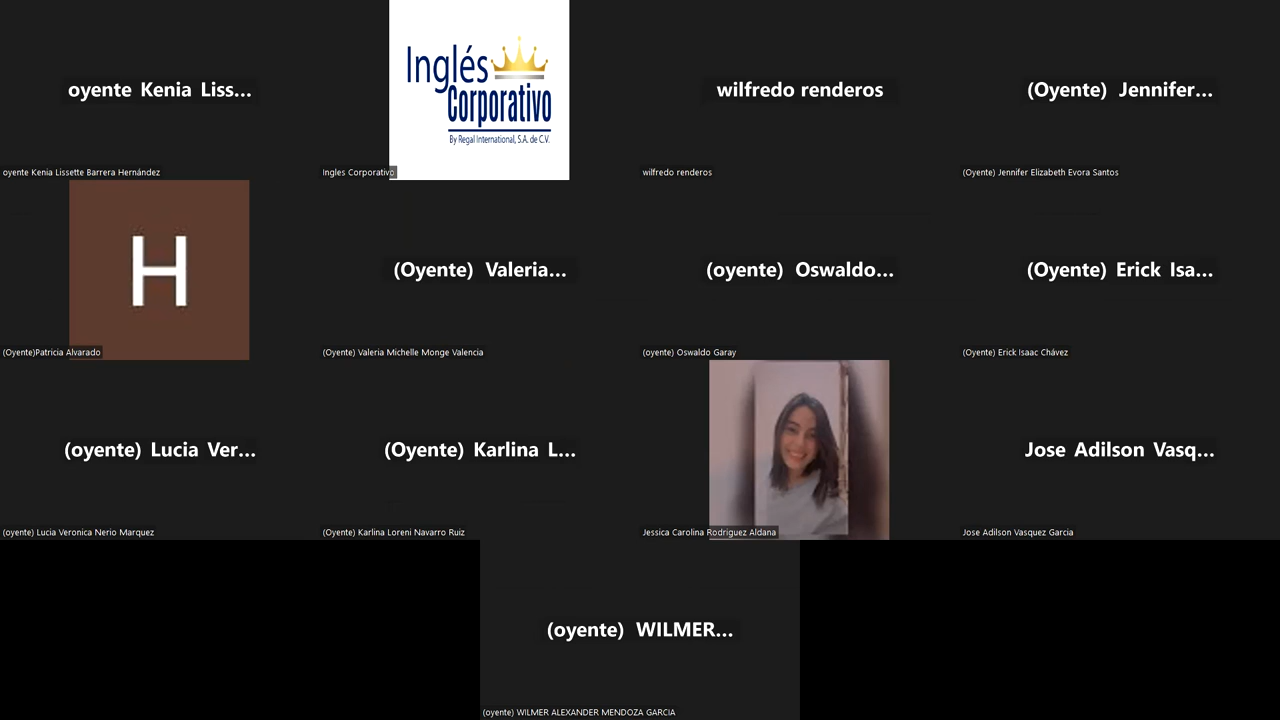 oyente Kenia Liss...
oyente Kenia Lissette Barrera Hernández
Inglés
Corporativo
By Regal International, S.A. de C.V.
Ingles Corporativo
wilfredo renderos
wilfredo renderos
(Oyente) Jennifer...
(Oyente) Jennifer Elizabeth Evora Santos
H
(Oyente)Patricia Alvarado
(Oyente) Valeria...
(Oyente) Valeria Michelle Monge Valencia
(oyente) Oswaldo...
(oyente) Oswaldo Garay
(Oyente) Erick Isa...
(Oyente) Erick Isaac Chávez
(oyente) Lucia Ver...
(oyente) Lucia Veronica Nerio Marquez
(Oyente) Karlina L...
(Oyente) Karlina Loreni Navarro Ruiz
Jessica Carolina Rodriguez Aldana
Jose Adilson Vasq...
Jose Adilson Vasquez Garcia
(oyente) WILMER...
(oyente) WILMER ALEXANDER MENDOZA GARCIA